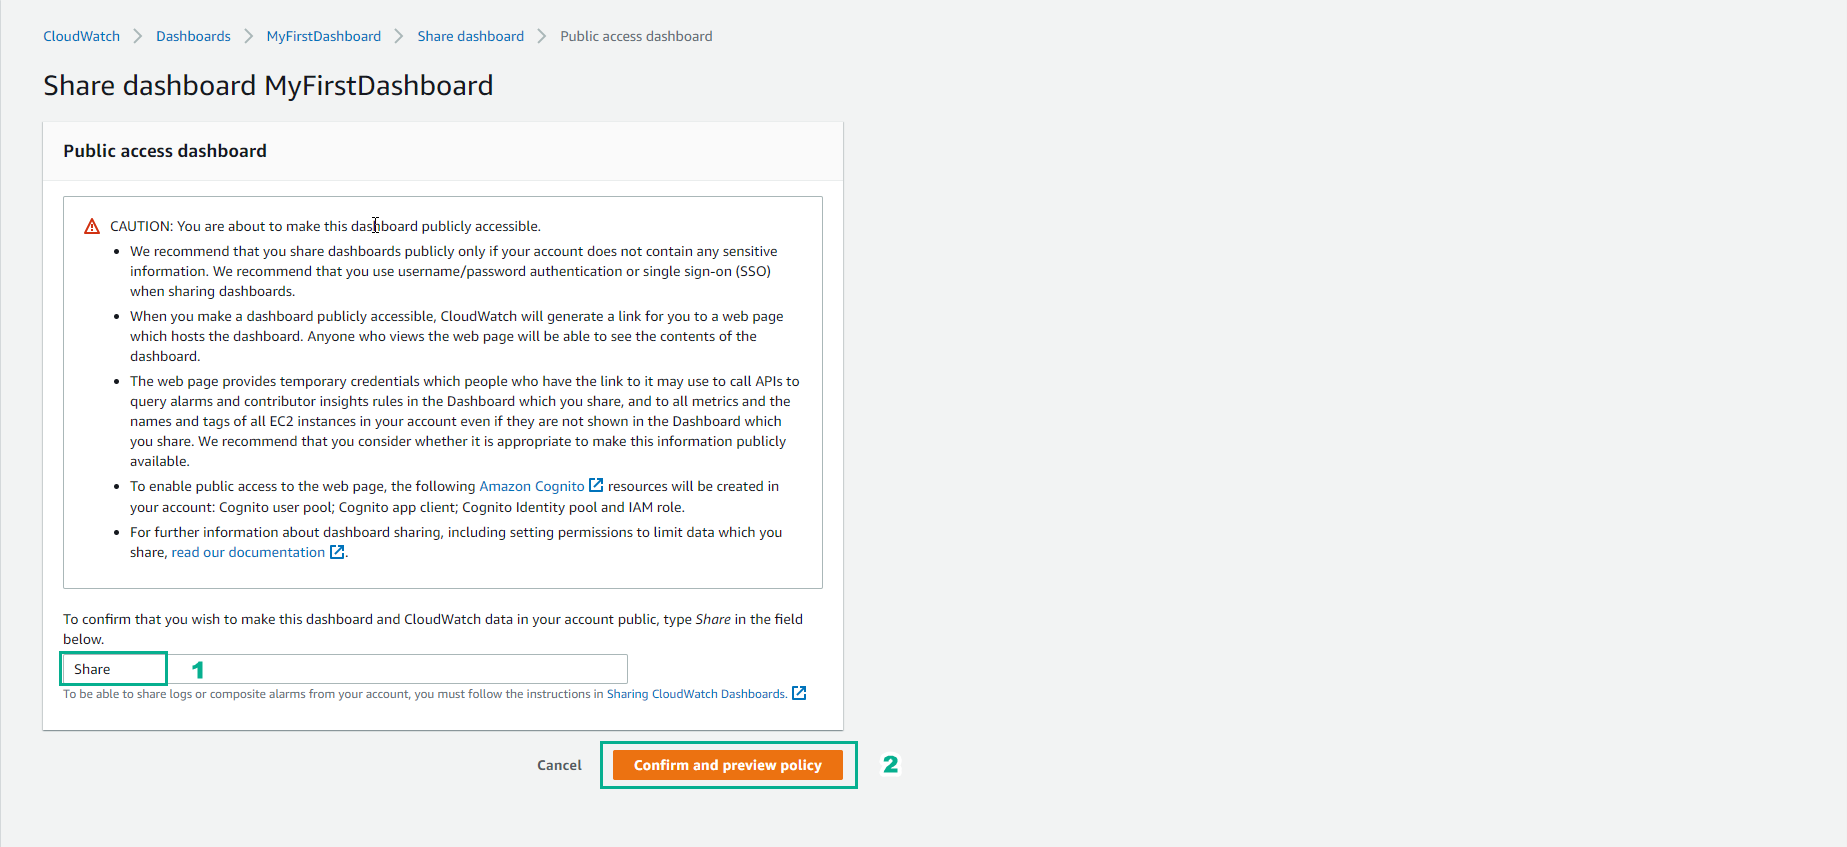 CloudWatch > Dashboards > MyFirstDashboard > Share dashboard > Public access dashboard
Share dashboard MyFirstDashboard
Public access dashboard
CAUTION: You are about to make this dashboard publicly accessible.
• We recommend that you share dashboards publicly only if your account does not contain any sensitive
information. We recommend that you use username/password authentication or single sign-on (SSO)
when sharing dashboards.
• When you make a dashboard publicly accessible, CloudWatch will generate a link for you to a web page
which hosts the dashboard. Anyone who views the web page will be able to see the contents of the
dashboard.
• The web page provides temporary credentials which people who have the link to it may use to call APIs to
query alarms and contributor insights rules in the Dashboard which you share, and to all metrics and the
names and tags of all EC2 instances in your account even if they are not shown in the Dashboard which
you share. We recommend that you consider whether it is appropriate to make this information publicly
available.
• To enable public access to the web page, the following Amazon Cognito resources will be created in
your account: Cognito user pool; Cognito app client; Cognito Identity pool and IAM role.
• For further information about dashboard sharing, including setting permissions to limit data which you
share, read our documentation.
To confirm that you wish to make this dashboard and CloudWatch data in your account public, type Share in the field
below.
Share 1
To be able to share logs or composite alarms from your account, you must follow the instructions in Sharing CloudWatch Dashboards.
Cancel Confirm and preview policy 2